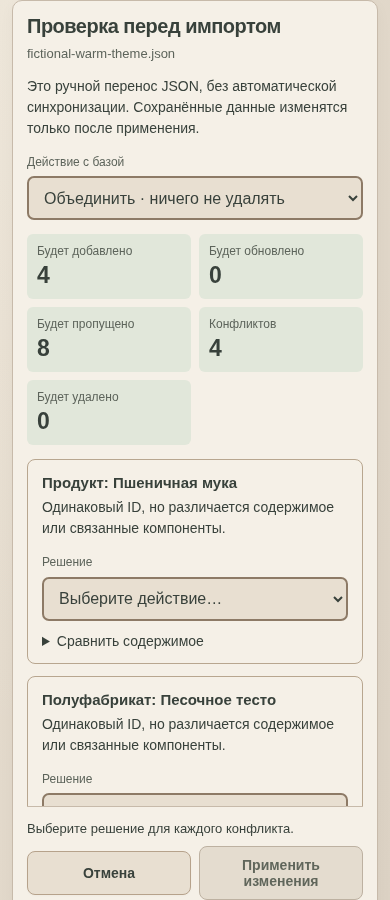 Проверка перед импортом
fictional-warm-theme.json
Это ручной перенос JSON, без автоматической
синхронизации. Сохранённые данные изменятся
только после применения.
Действие с базой
Объединить · ничего не удалять
Будет добавлено
4
Будет обновлено
0
Будет пропущено
8
Конфликтов
4
Будет удалено
0
Продукт: Пшеничная мука
Одинаковый ID, но различается содержимое
или связанные компоненты.
Решение
Выберите действие…
Сравнить содержимое
Полуфабрикат: Песочное тесто
Одинаковый ID, но различается содержимое
или связанные компоненты.
Решение
Выберите решение для каждого конфликта.
Отмена
Применить
изменения